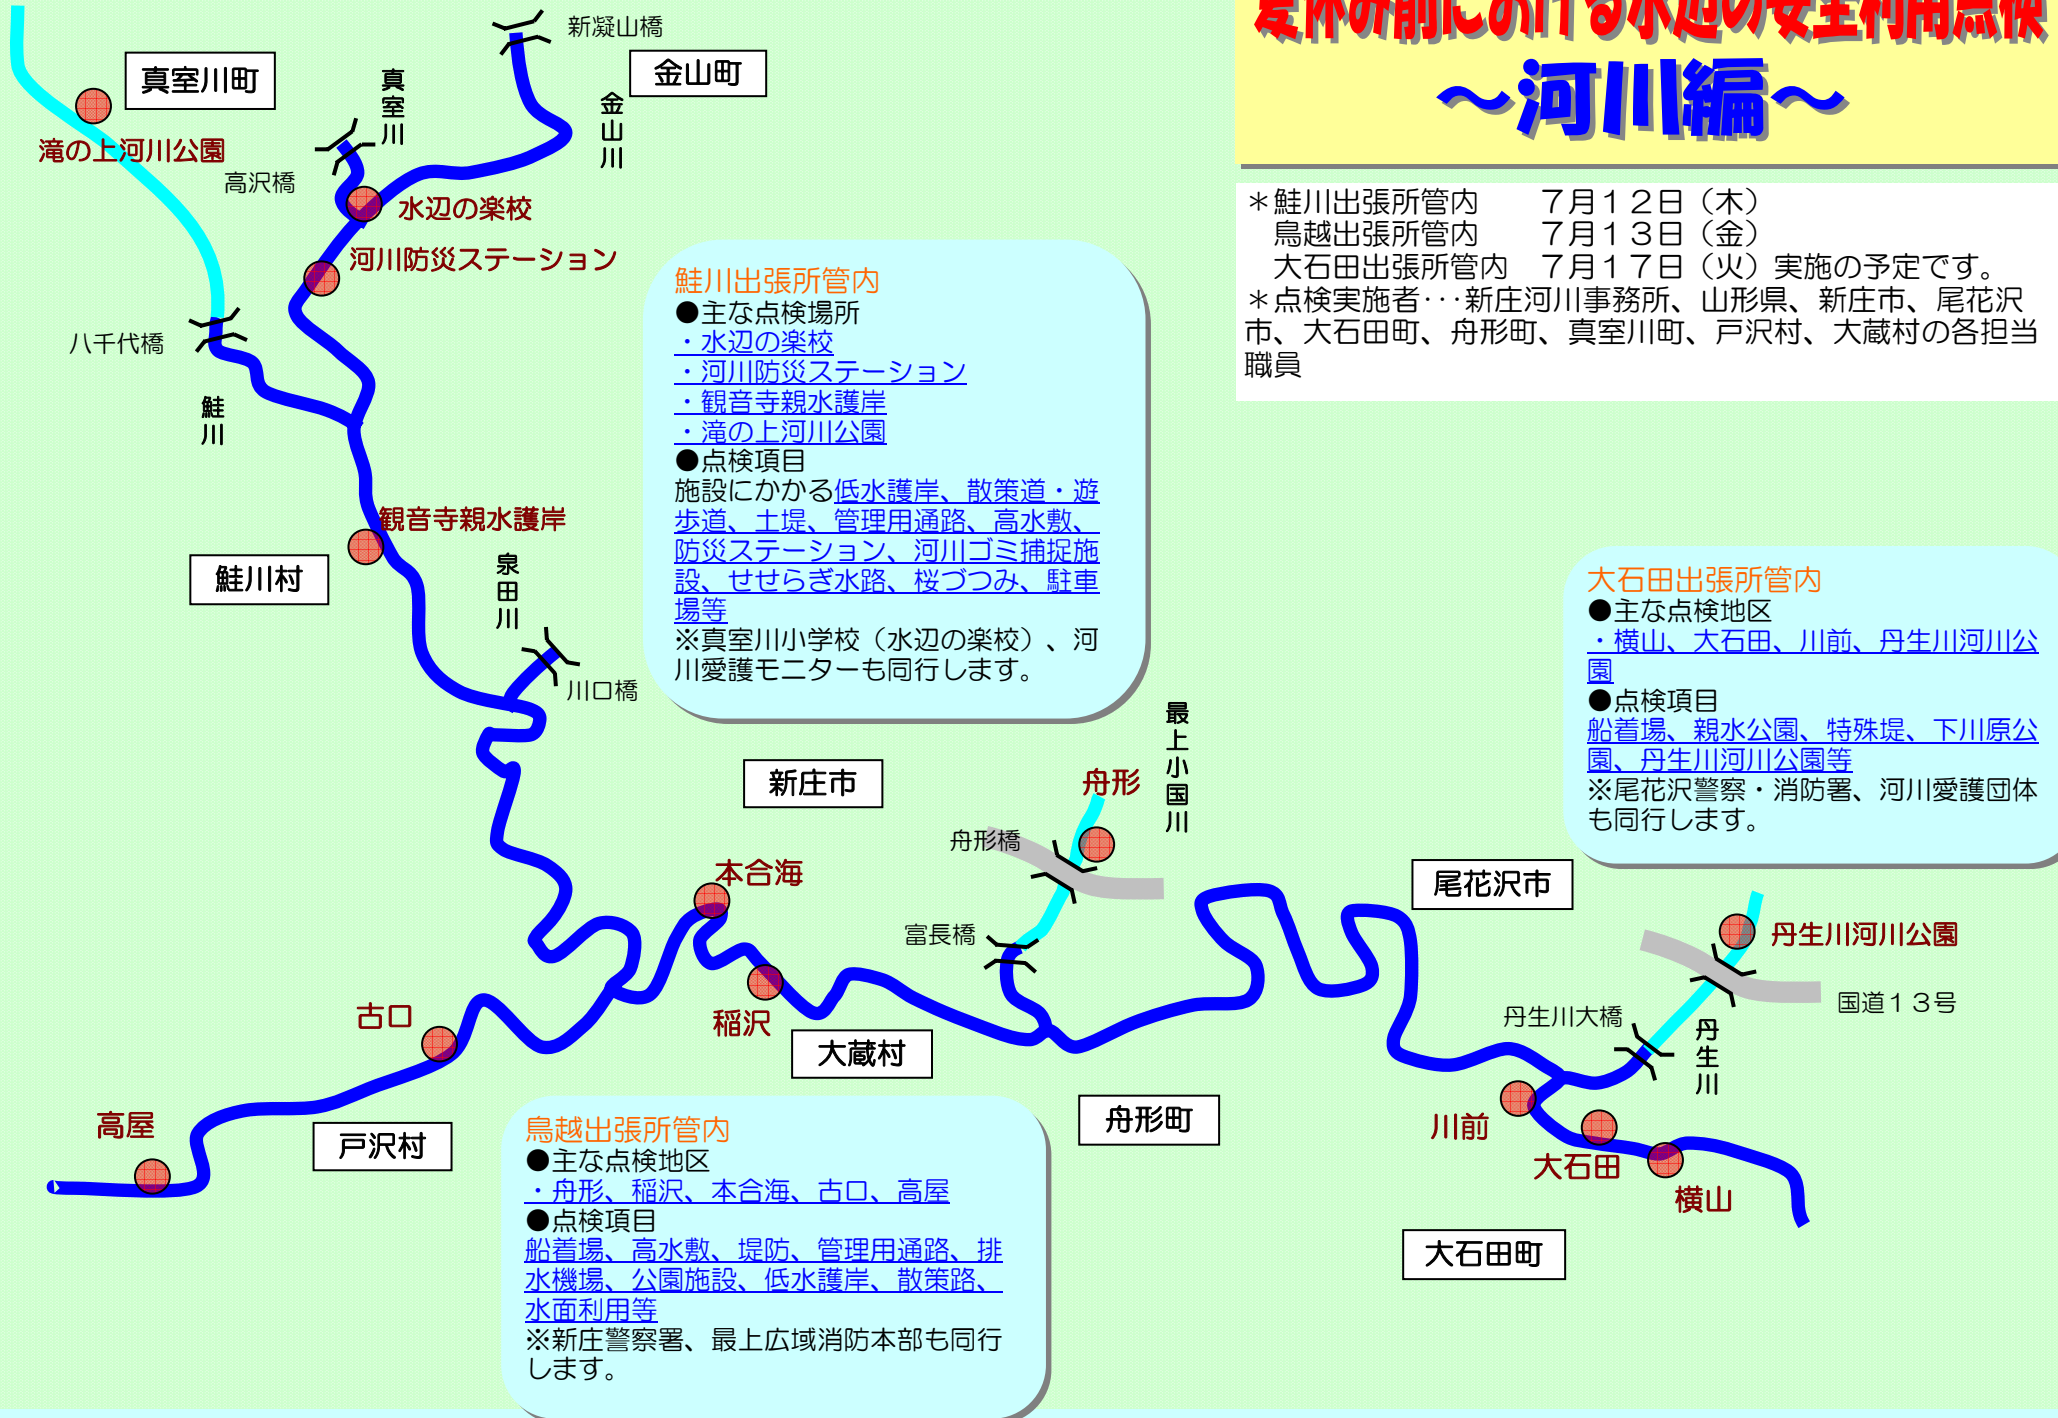 夏休み前における水辺の安全利用点検
～河川編～
＊鮭川出張所管内　　７月１２日（木）
鳥越出張所管内　　７月１３日（金）
大石田出張所管内　７月１７日（火）実施の予定です。
＊点検実施者･･･新庄河川事務所、山形県、新庄市、尾花沢
市、大石田町、舟形町、真室川町、戸沢村、大蔵村の各担当
職員
新凝山橋
金山町
真室川町
真室川
金山川
滝の上河川公園
高沢橋
水辺の楽校
河川防災ステーション
八千代橋
鮭川
観音寺親水護岸
鮭川村
泉田川
川口橋
鮭川出張所管内
●主な点検場所
・水辺の楽校
・河川防災ステーション
・観音寺親水護岸
・滝の上河川公園
●点検項目
施設にかかる低水護岸、散策道・遊
歩道、土堤、管理用通路、高水敷、
防災ステーション、河川ゴミ捕捉施
設、せせらぎ水路、桜づつみ、駐車
場等
※真室川小学校（水辺の楽校）、河
川愛護モニターも同行します。
大石田出張所管内
●主な点検地区
・横山、大石田、川前、丹生川河川公
園
●点検項目
船着場、親水公園、特殊堤、下川原公
園、丹生川河川公園等
※尾花沢警察・消防署、河川愛護団体
も同行します。
新庄市
最上小国川
舟形
舟形橋
本合海
富長橋
尾花沢市
丹生川河川公園
国道１３号
丹生川大橋
丹生川
古口
稲沢
大蔵村
高屋
戸沢村
舟形町
川前
大石田
横山
大石田町
鳥越出張所管内
●主な点検地区
・舟形、稲沢、本合海、古口、高屋
●点検項目
船着場、高水敷、堤防、管理用通路、排
水機場、公園施設、低水護岸、散策路、
水面利用等
※新庄警察署、最上広域消防本部も同行
します。